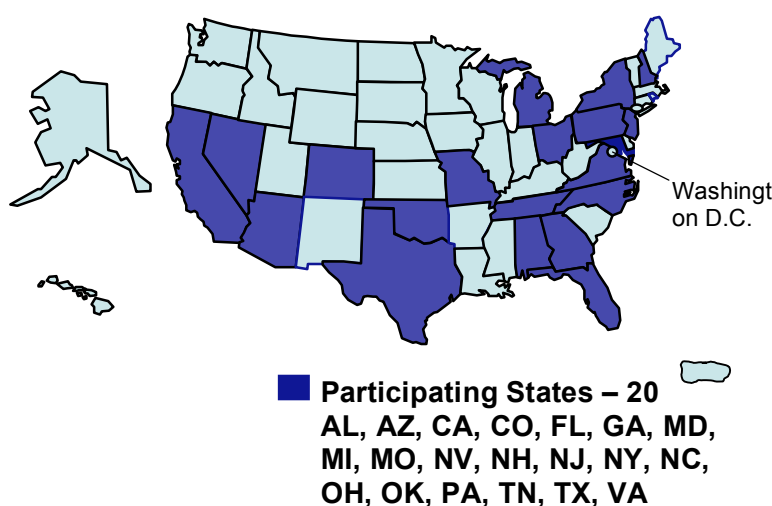 Washingt
on D.C.
Participating States – 20
AL, AZ, CA, CO, FL, GA, MD,
MI, MO, NV, NH, NJ, NY, NC,
OH, OK, PA, TN, TX, VA